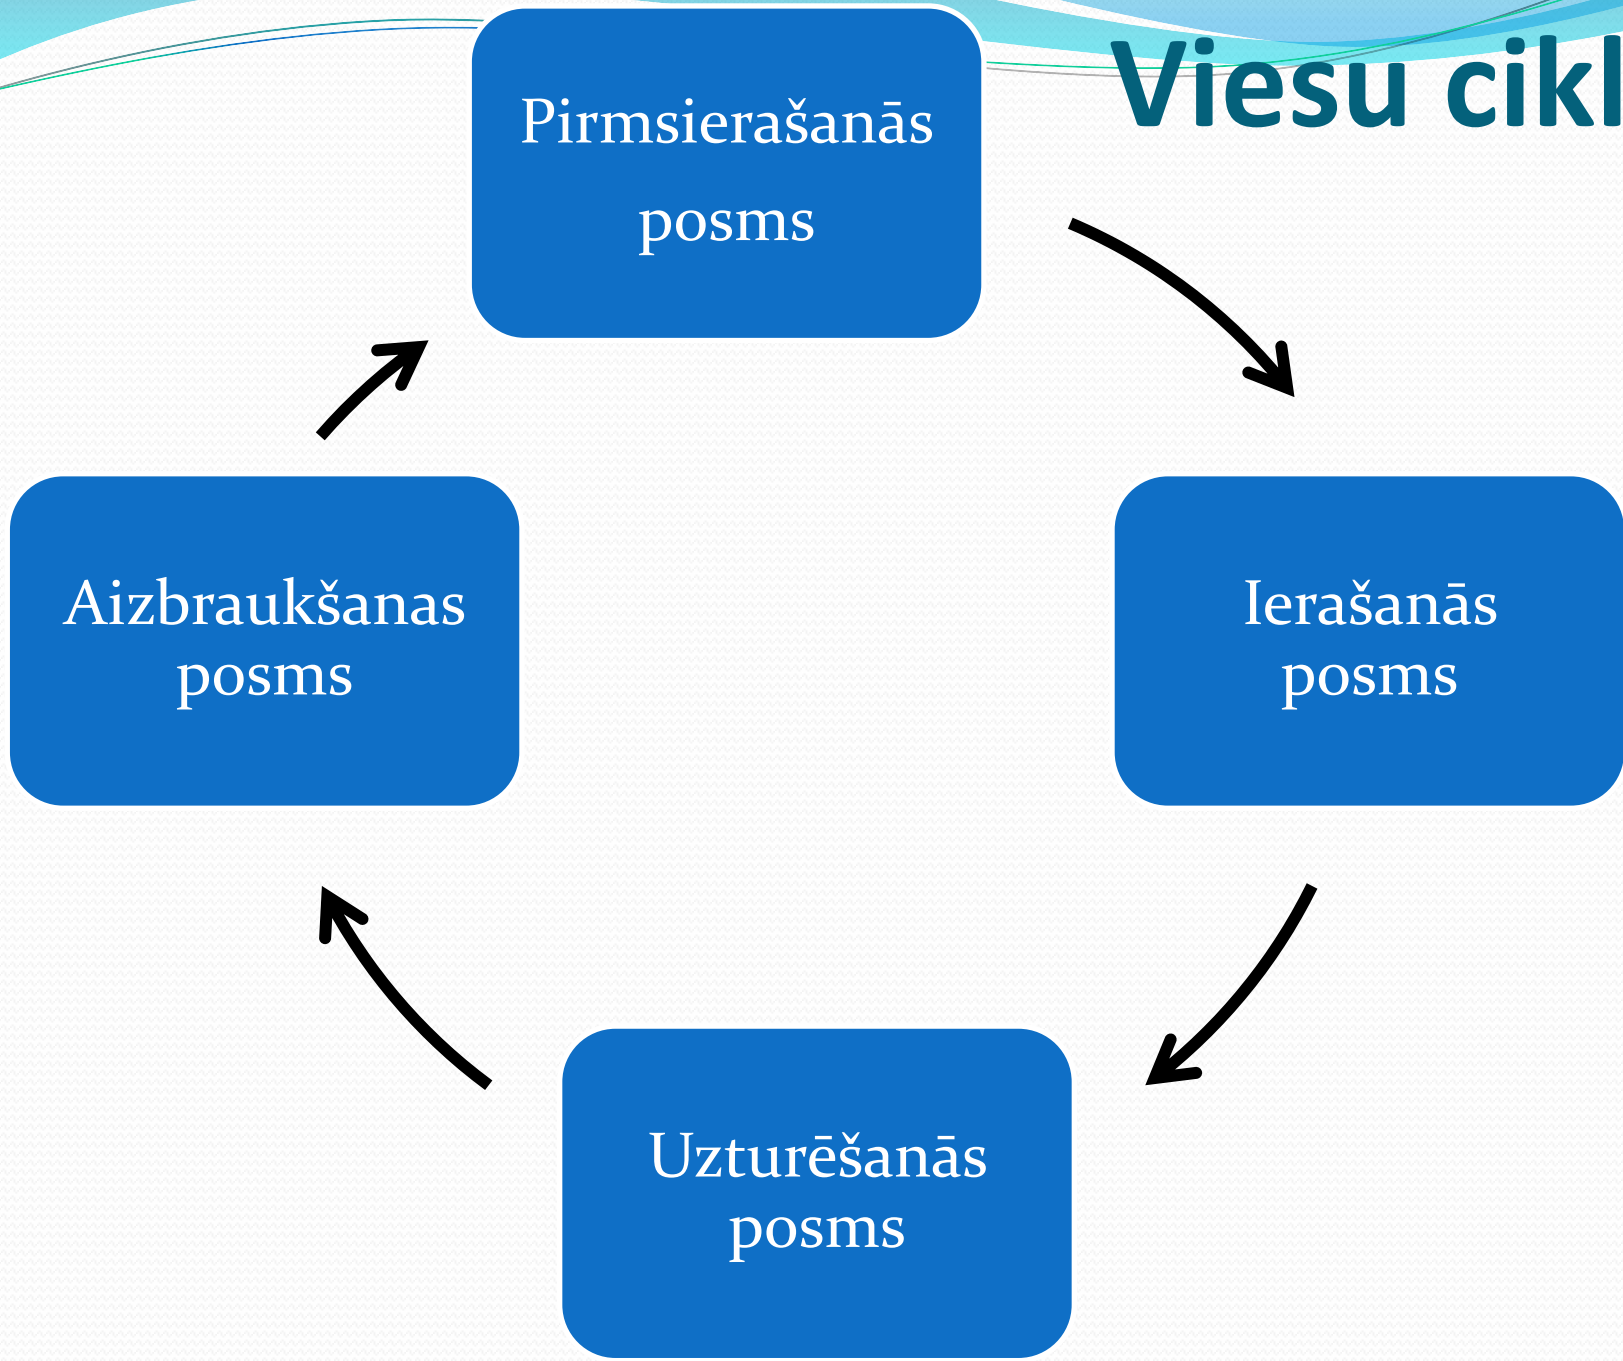 Viesu cikl
Pirmsierašanās
posms
Ierašanās
posms
Uzturēšanās
posms
Aizbraukšanas
posms